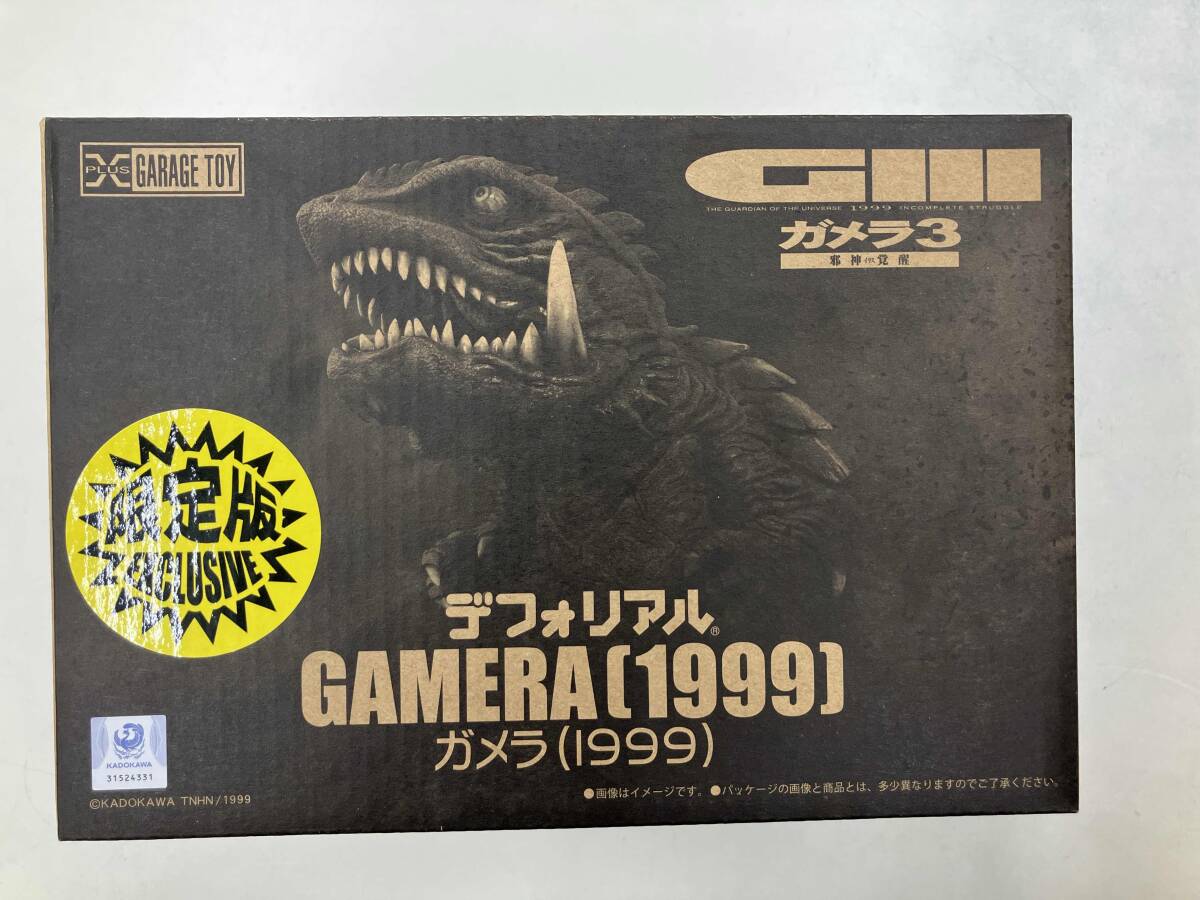 X PLUS GARAGE TOY
GIII
THE GUARDIAN OF THE UNIVERSE 1999 INCOMPLETE STRUGGLE
ガメラ3
邪神〈イリス〉覚醒
限定版
EXCLUSIVE
デフォリアル®
GAMERA(1999)
ガメラ(1999)
KADOKAWA
31524331
©KADOKAWA TNHN/1999
●画像はイメージです。●パッケージの画像と商品とは、多少異なりますのでご了承ください。